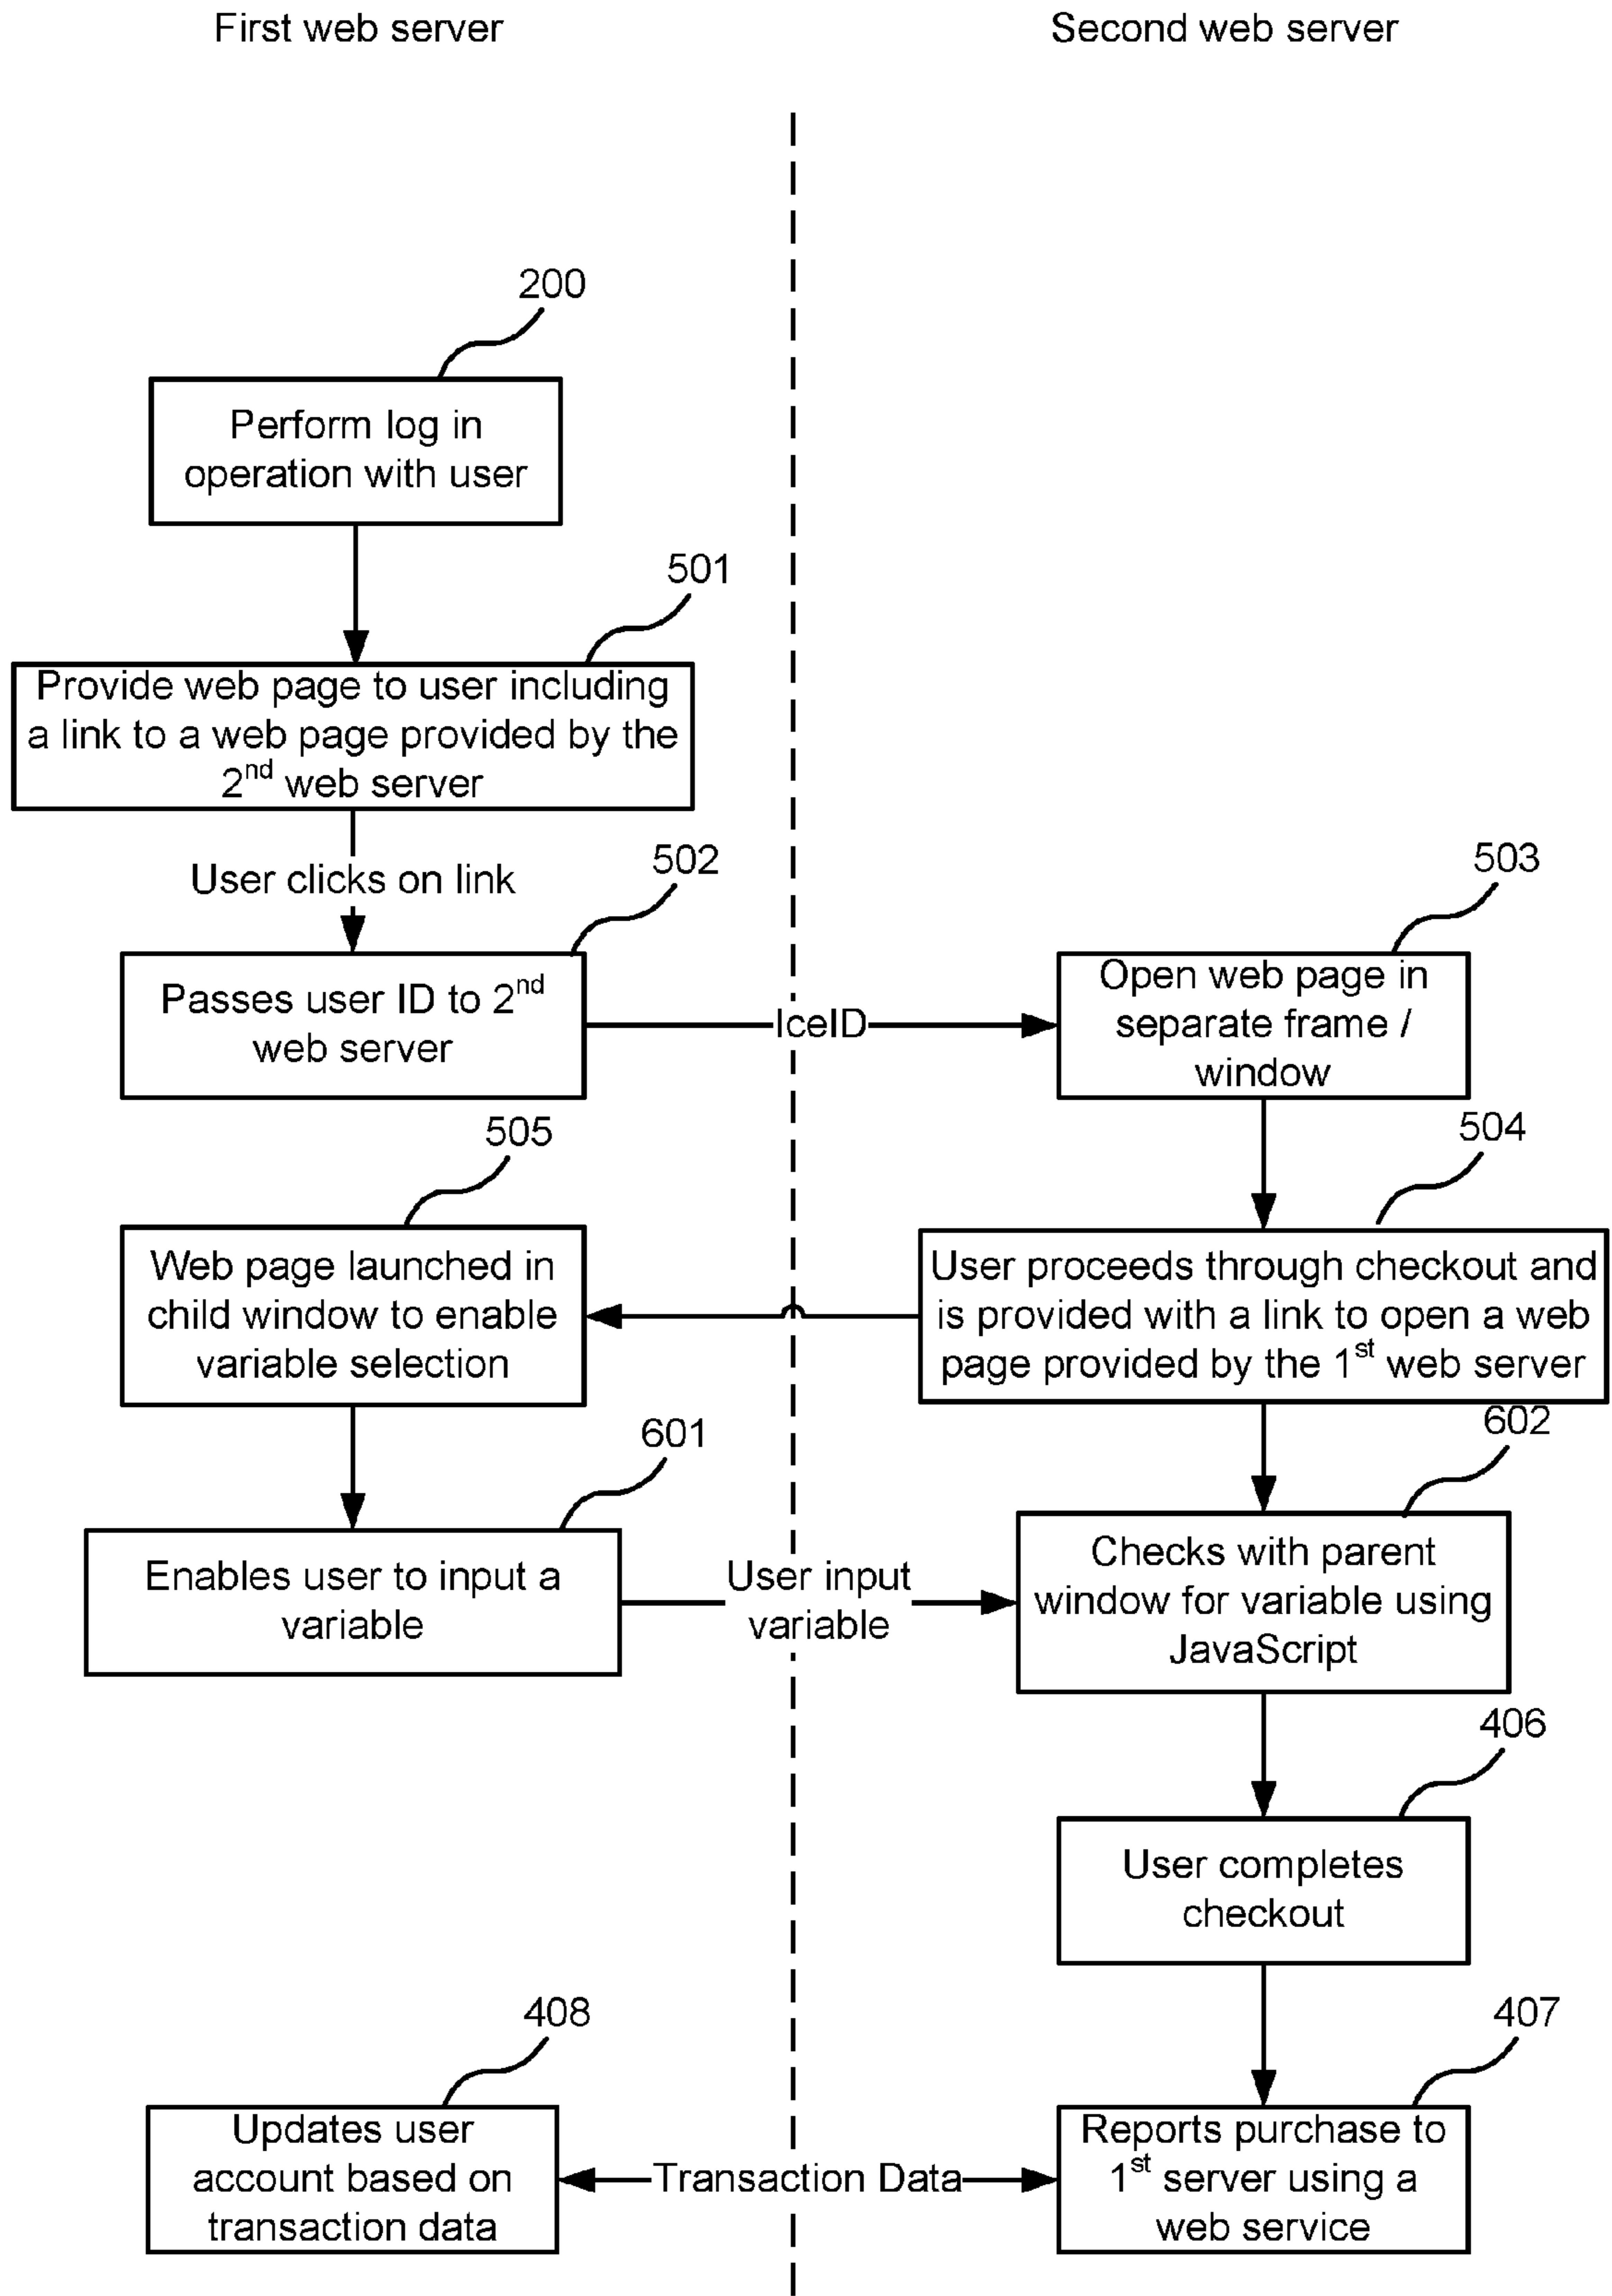 First web server
Second web server
200
Perform log in
operation with user
501
Provide web page to user including
a link to a web page provided by the
2nd web server
User clicks on link
502
503
Passes user ID to 2nd
web server
IceID
Open web page in
separate frame /
window
505
504
Web page launched in
child window to enable
variable selection
User proceeds through checkout and
is provided with a link to open a web
page provided by the 1st web server
601
602
Enables user to input a
variable
User input
variable
Checks with parent
window for variable using
JavaScript
406
User completes
checkout
408
407
Updates user
account based on
transaction data
Transaction Data
Reports purchase to
1st server using a
web service